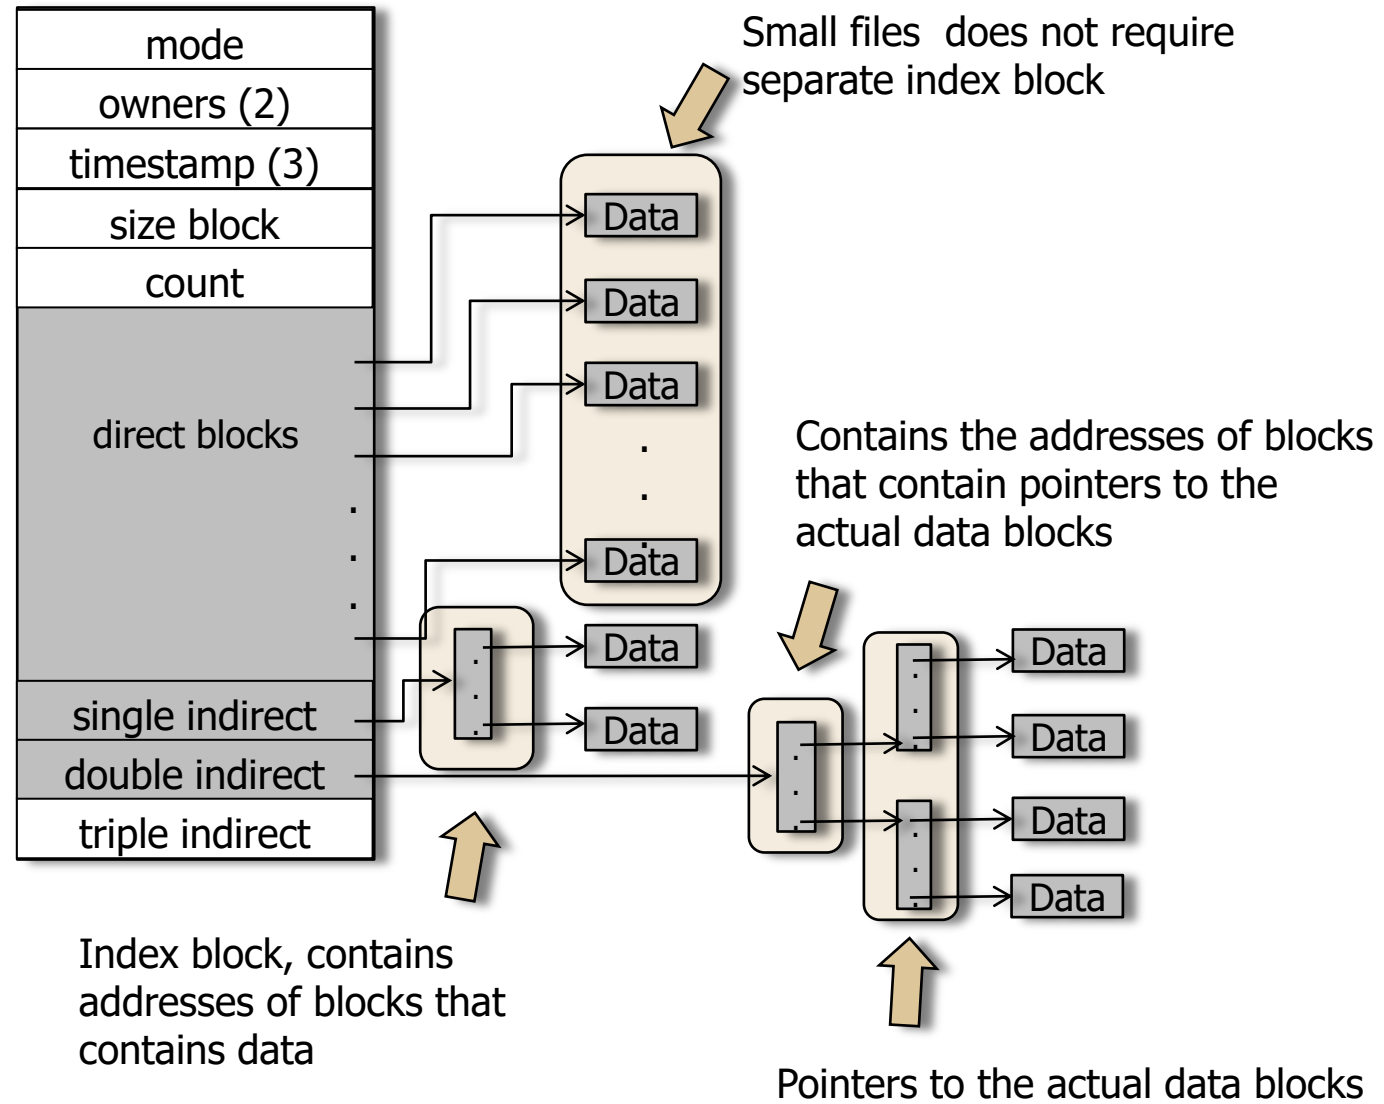 mode
owners (2)
timestamp (3)
size block
count
direct blocks
.
.
.
single indirect
double indirect
triple indirect
Small files does not require
separate index block
Data
Data
Data
.
.
.
Data
.
.
.
Data
Data
Index block, contains
addresses of blocks that
contains data
Contains the addresses of blocks
that contain pointers to the
actual data blocks
.
.
.
.
.
.
.
.
.
Data
Data
Data
Data
Pointers to the actual data blocks